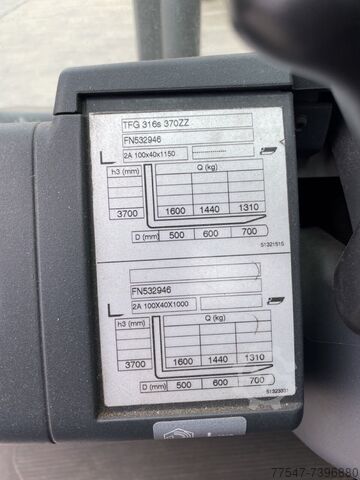 TFG 316s 370ZZ
FN532946
2A 100x40x1150 --------------
h3 (mm) Q (kg)
3700 1600 1440 1310
D (mm) 500 600 700
51321515
FN532946
2A 100X40X1000
h3 (mm) Q (kg)
3700 1600 1440 1310
D (mm) 500 600 700
77547-7396880